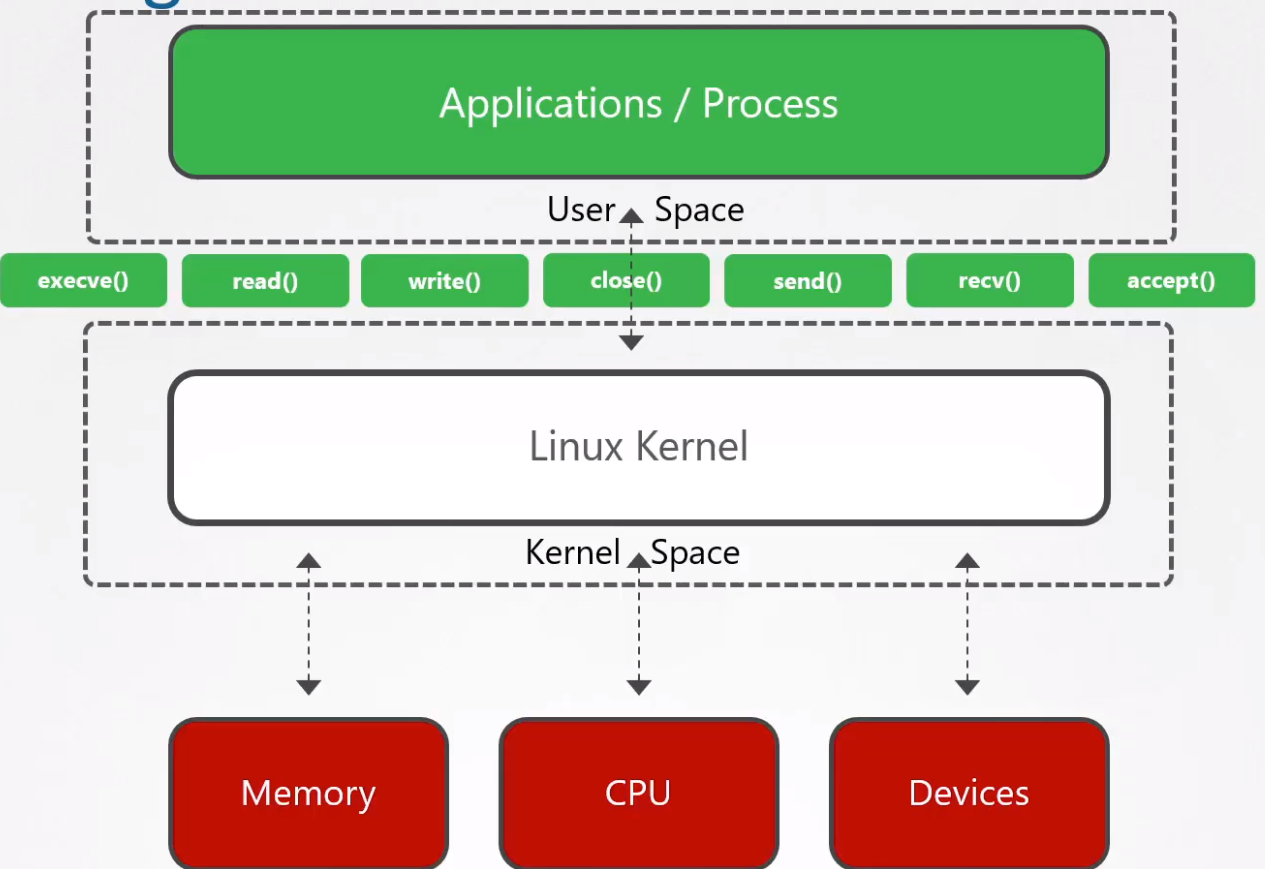 Applications / Process
User Space
execve() read() write() close() send() recv() accept()
Linux Kernel
Kernel Space
Memory CPU Devices